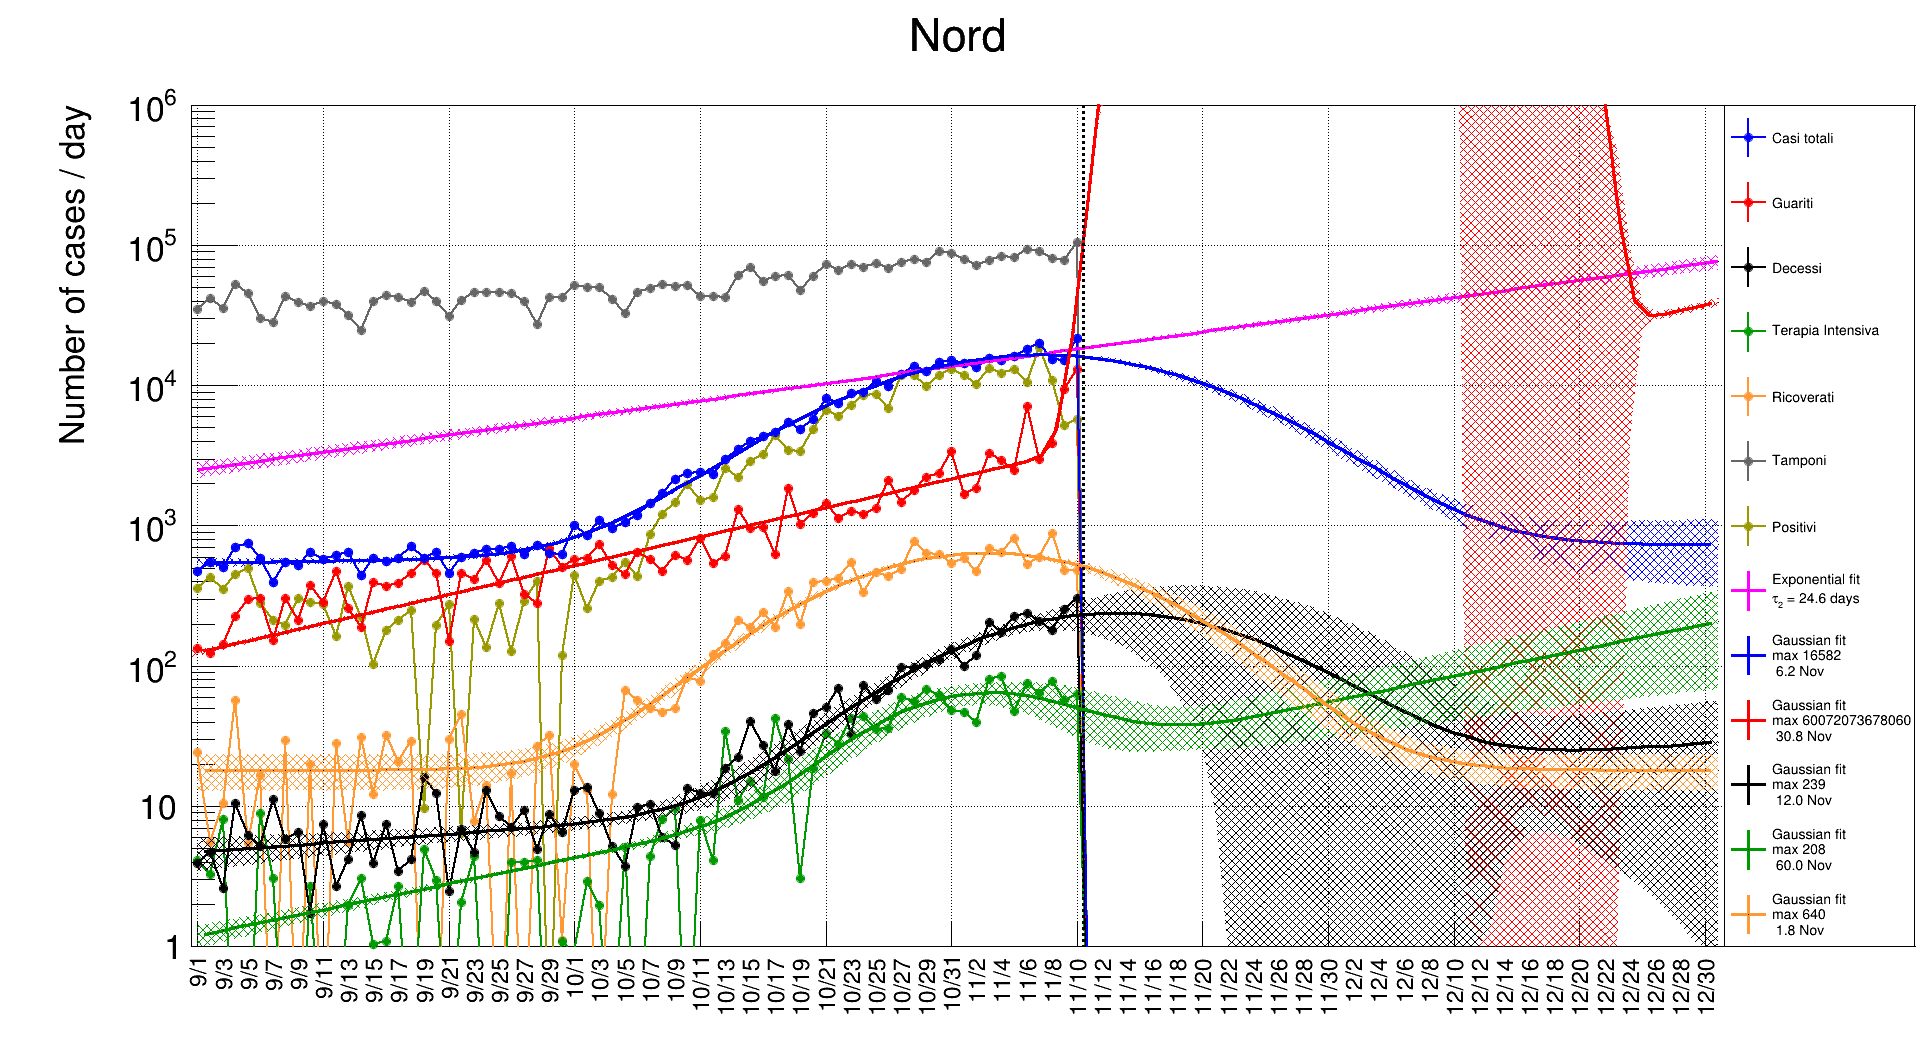 Nord
Number of cases / day
10^6
10^5
10^4
10^3
10^2
10
1
9/1 9/3 9/5 9/7 9/9 9/11 9/13 9/15 9/17 9/19 9/21 9/23 9/25 9/27 9/29 10/1 10/3 10/5 10/7 10/9 10/11 10/13 10/15 10/17 10/19 10/21 10/23 10/25 10/27 10/29 10/31 11/2 11/4 11/6 11/8 11/10 11/12 11/14 11/16 11/18 11/20 11/22 11/24 11/26 11/28 11/30 12/2 12/4 12/6 12/8 12/10 12/12 12/14 12/16 12/18 12/20 12/22 12/24 12/26 12/28 12/30
Casi totali
Guariti
Decessi
Terapia Intensiva
Ricoverati
Tamponi
Positivi
Exponential fit
τ_2 = 24.6 days
Gaussian fit
max 16582
6.2 Nov
Gaussian fit
max 60072073678060
30.8 Nov
Gaussian fit
max 239
12.0 Nov
Gaussian fit
max 208
60.0 Nov
Gaussian fit
max 640
1.8 Nov